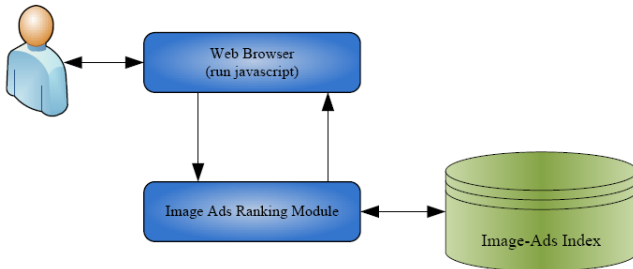 Web Browser
(run javascript)
Image Ads Ranking Module
Image-Ads Index